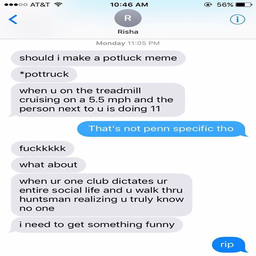 ●●●○○ AT&T 10:46 AM 56%
R
Risha
Monday 11:05 PM
should i make a potluck meme
*pottruck
when u on the treadmill
cruising on a 5.5 mph and the
person next to u is doing 11
That's not penn specific tho
fuckkkkk
what about
when ur one club dictates ur
entire social life and u walk thru
huntsman realizing u truly know
no one
i need to get something funny
rip